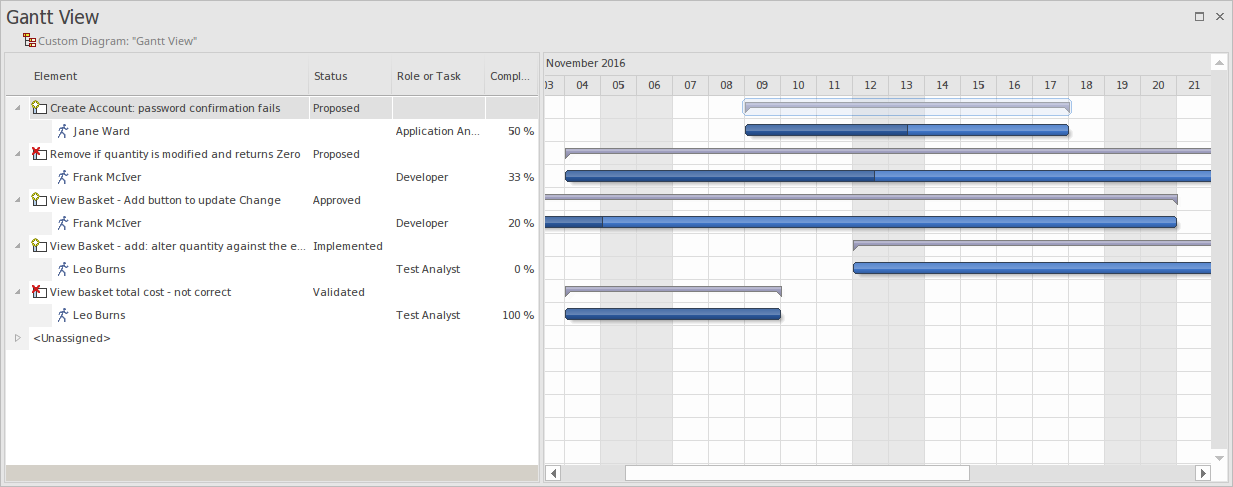 Gantt View
Custom Diagram: "Gantt View"
Element Status Role or Task Compl... November 2016
03 04 05 06 07 08 09 10 11 12 13 14 15 16 17 18 19 20 21
Create Account: password confirmation fails Proposed
Jane Ward Application An... 50 %
Remove if quantity is modified and returns Zero Proposed
Frank McIver Developer 33 %
View Basket - Add button to update Change Approved
Frank McIver Developer 20 %
View Basket - add: alter quantity against the e... Implemented
Leo Burns Test Analyst 0 %
View basket total cost - not correct Validated
Leo Burns Test Analyst 100 %
<Unassigned>